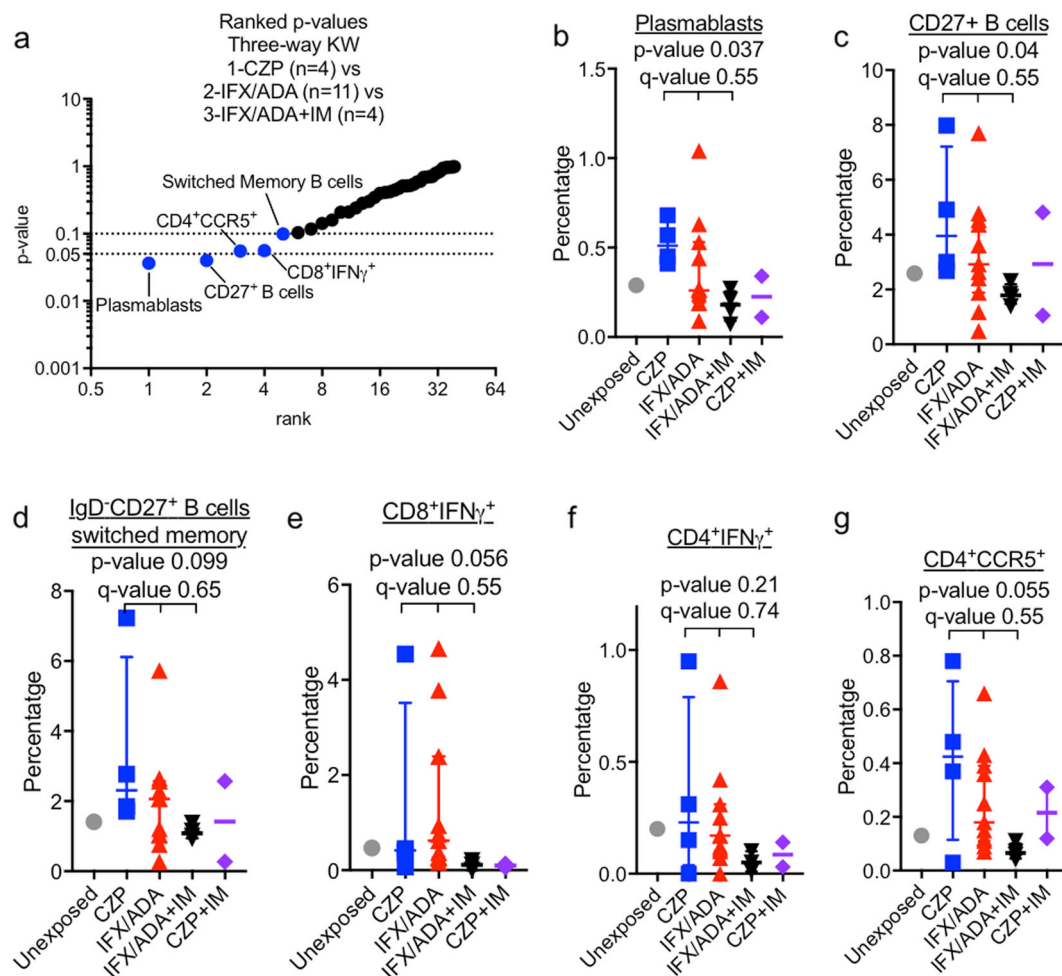 a
Ranked p-values
Three-way KW
1-CZP (n=4) vs
2-IFX/ADA (n=11) vs
3-IFX/ADA+IM (n=4)
p-value
10
1
0.1
0.05
0.01
0.001
Switched Memory B cells
CD4⁺CCR5⁺
CD8⁺IFNγ⁺
CD27⁺ B cells
Plasmablasts
0.5 1 2 4 8 16 32 64
rank
b
Plasmablasts
p-value 0.037
q-value 0.55
Percentatge
1.5
1.0
0.5
0.0
Unexposed
CZP
IFX/ADA
IFX/ADA+IM
CZP+IM
c
CD27+ B cells
p-value 0.04
q-value 0.55
Percentatge
10
8
6
4
2
0
Unexposed
CZP
IFX/ADA
IFX/ADA+IM
CZP+IM
d
IgD⁻CD27⁺ B cells
switched memory
p-value 0.099
q-value 0.65
Percentatge
8
6
4
2
0
Unexposed
CZP
IFX/ADA
IFX/ADA+IM
CZP+IM
e
CD8⁺IFNγ⁺
p-value 0.056
q-value 0.55
Percentatge
6
4
2
0
Unexposed
CZP
IFX/ADA
IFX/ADA+IM
CZP+IM
f
CD4⁺IFNγ⁺
p-value 0.21
q-value 0.74
Percentatge
1.0
0.5
0.0
Unexposed
CZP
IFX/ADA
IFX/ADA+IM
CZP+IM
g
CD4⁺CCR5⁺
p-value 0.055
q-value 0.55
Percentatge
1.0
0.8
0.6
0.4
0.2
0.0
Unexposed
CZP
IFX/ADA
IFX/ADA+IM
CZP+IM